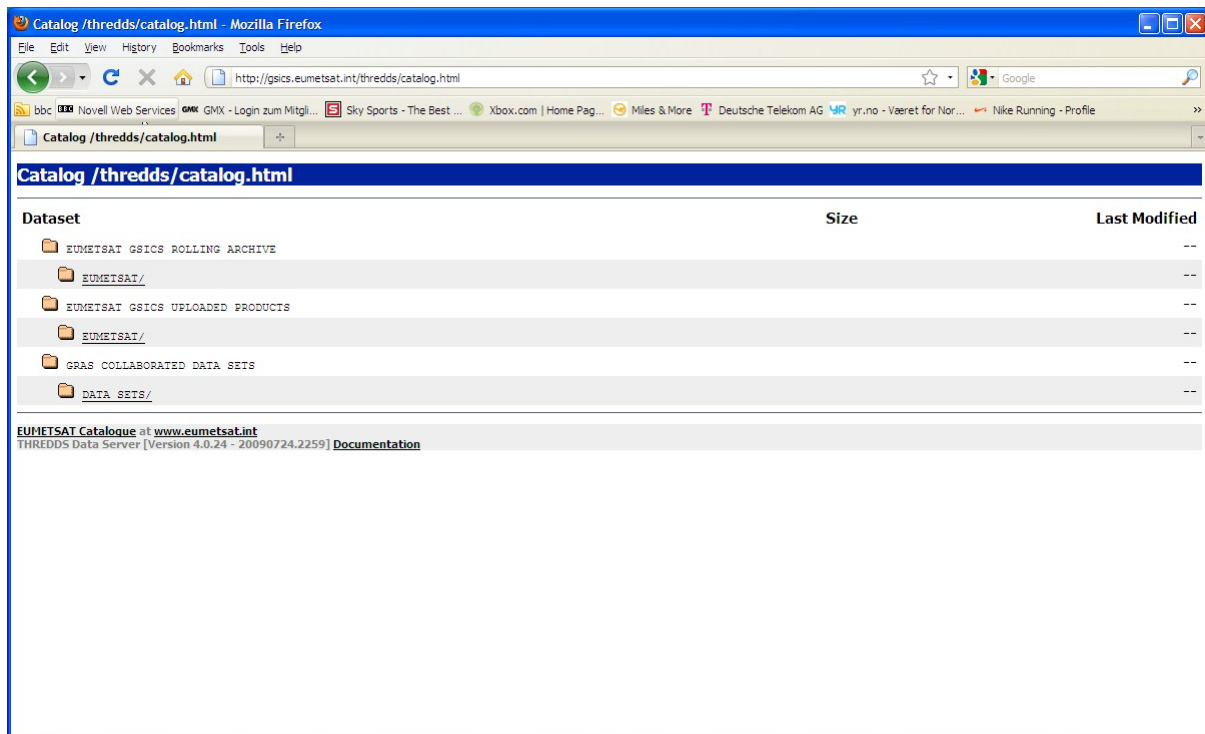 Catalog /thredds/catalog.html - Mozilla Firefox
File Edit View History Bookmarks Tools Help
http://gsics.eumetsat.int/thredds/catalog.html Google
bbc BBC Novell Web Services GMX GMX - Login zum Mitgli... Sky Sports - The Best ... Xbox.com | Home Pag... Miles & More T Deutsche Telekom AG YR yr.no - Været for Nor... Nike Running - Profile »
Catalog /thredds/catalog.html
Catalog /thredds/catalog.html
Dataset Size Last Modified
EUMETSAT GSICS ROLLING ARCHIVE --
EUMETSAT/ --
EUMETSAT GSICS UPLOADED PRODUCTS --
EUMETSAT/ --
GRAS COLLABORATED DATA SETS --
DATA SETS/ --
EUMETSAT Catalogue at www.eumetsat.int
THREDDS Data Server [Version 4.0.24 - 20090724.2259] Documentation